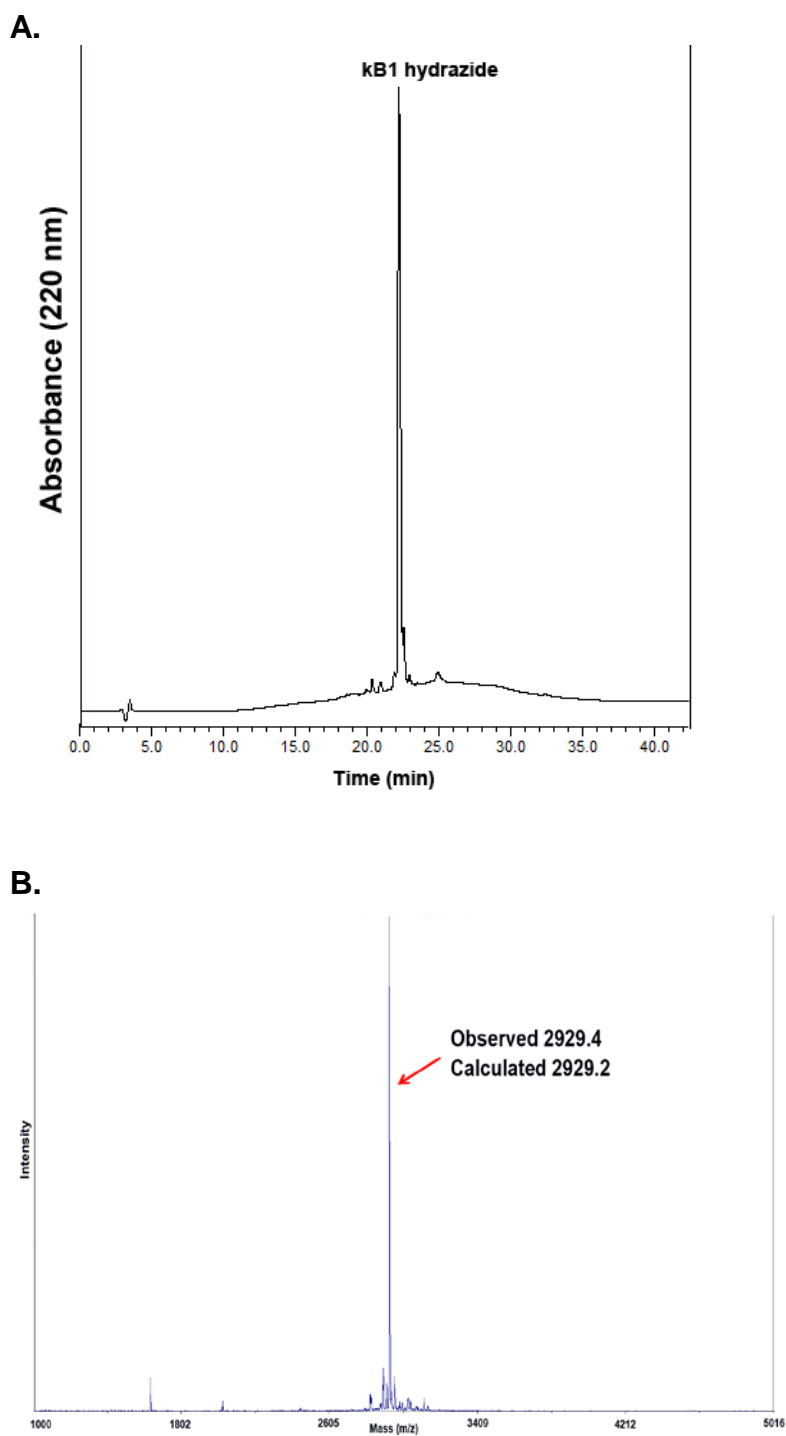 A.
kB1 hydrazide
Absorbance (220 nm)
0.0 5.0 10.0 15.0 20.0 25.0 30.0 35.0 40.0
Time (min)
B.
Observed 2929.4
Calculated 2929.2
Intensity
1000 1802 2605 3409 4212 5016
Mass (m/z)